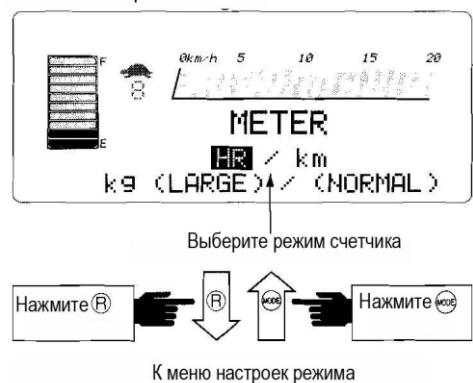 0km/h 5 10 15 20
F
E
METER
HR / km
kg (LARGE) / (NORMAL)
Выберите режим счетчика
Нажмите Ⓡ
R
MODE
Нажмите MODE
К меню настроек режима